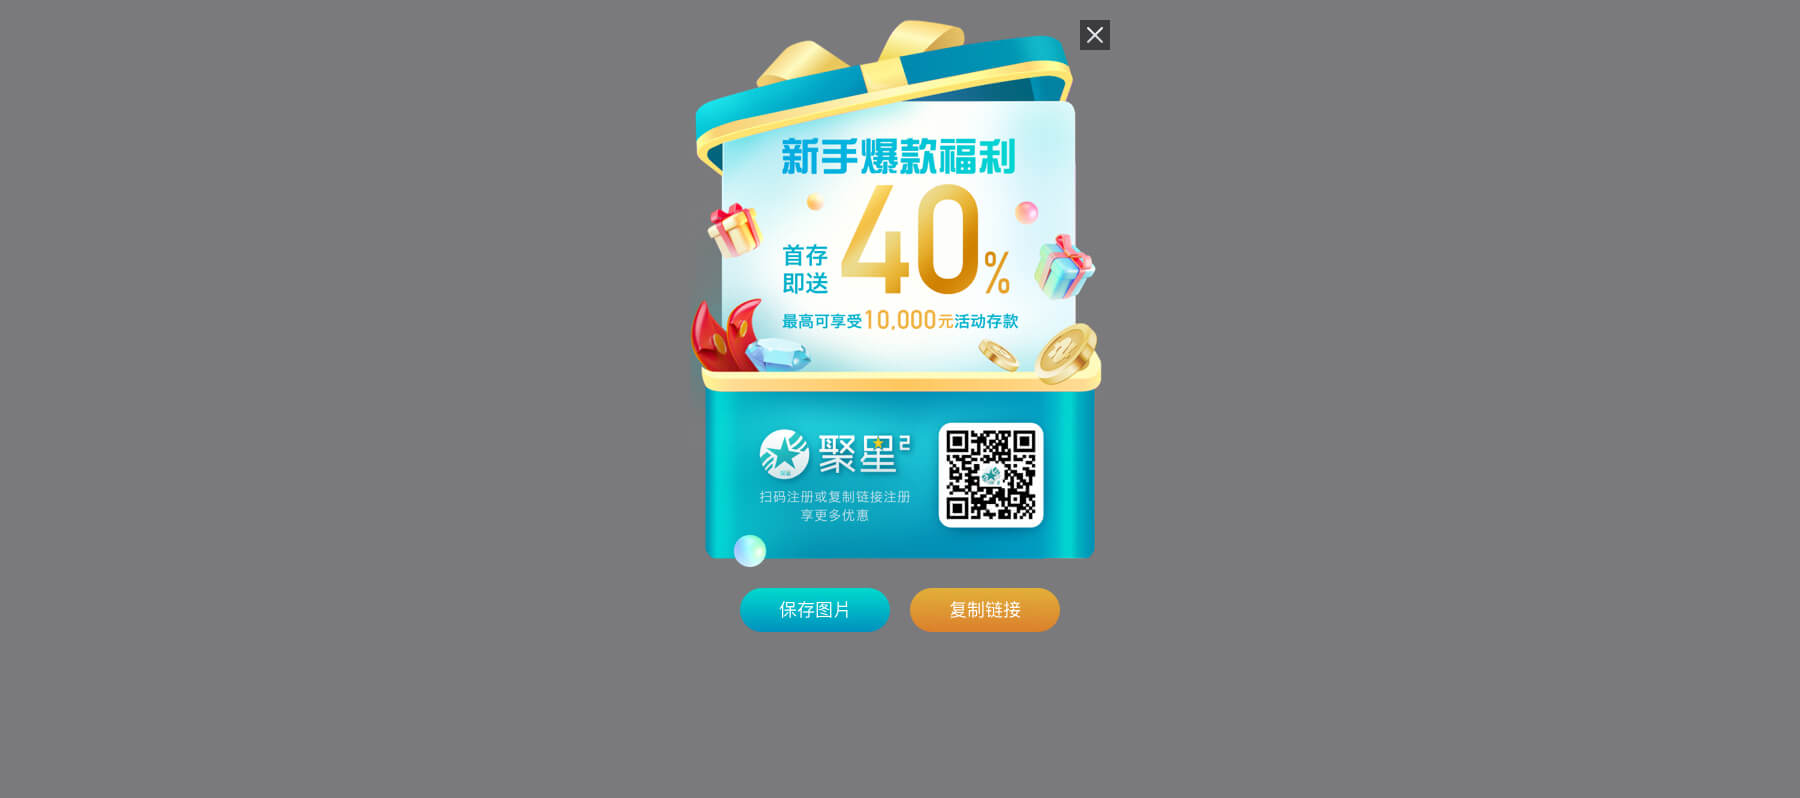 新手爆款福利
首存
即送
40%
最高可享受10,000元活动存款
聚星2
扫码注册或复制链接注册
享更多优惠
保存图片
复制链接